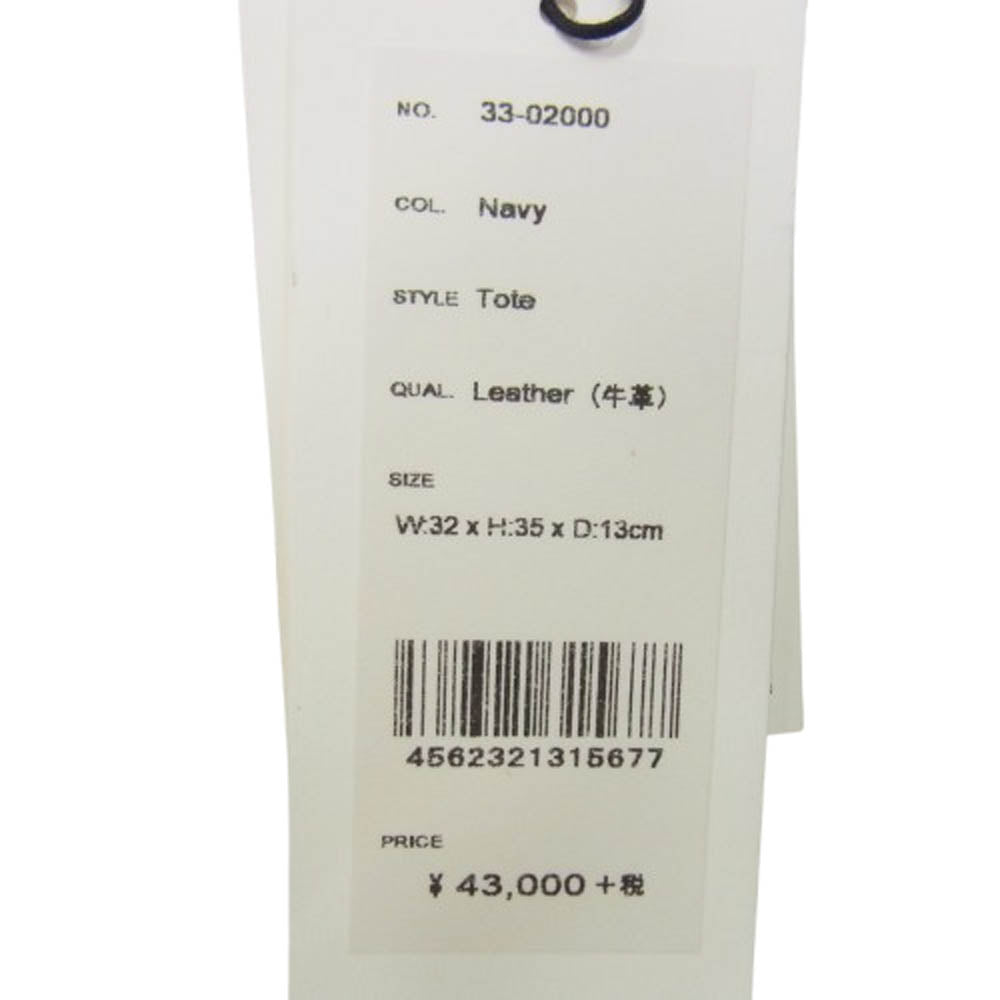 NO. 33-02000
COL. Navy
STYLE Tote
QUAL. Leather（牛革）
SIZE
W:32 x H:35 x D:13cm
4562321315677
PRICE
¥ 43,000＋税